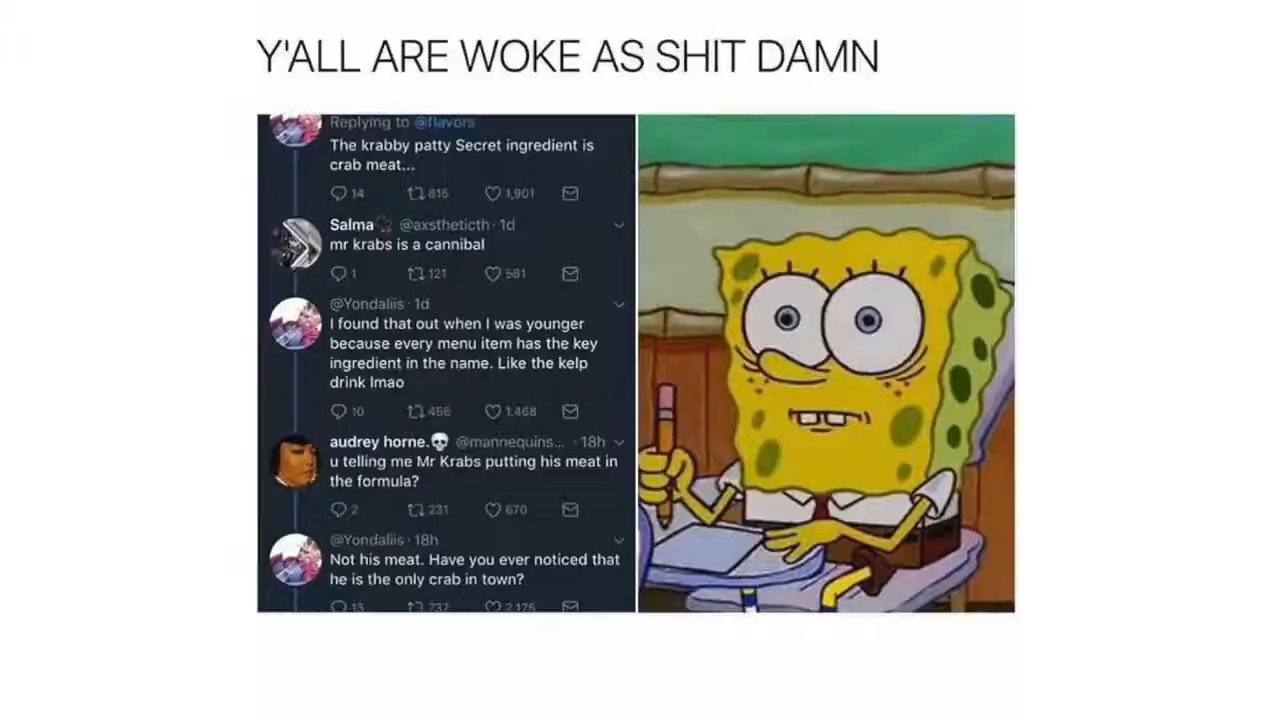 Y'ALL ARE WOKE AS SHIT DAMN
Replying to @flavors
The krabby patty Secret ingredient is
crab meat...
14 815 1,901
Salma @axstheticth · 1d
mr krabs is a cannibal
1 121 581
@Yondaliis · 1d
I found that out when I was younger
because every menu item has the key
ingredient in the name. Like the kelp
drink lmao
10 456 1,468
audrey horne.💀 @mannequins... · 18h
u telling me Mr Krabs putting his meat in
the formula?
2 231 670
@Yondaliis · 18h
Not his meat. Have you ever noticed that
he is the only crab in town?
13 737 2,175